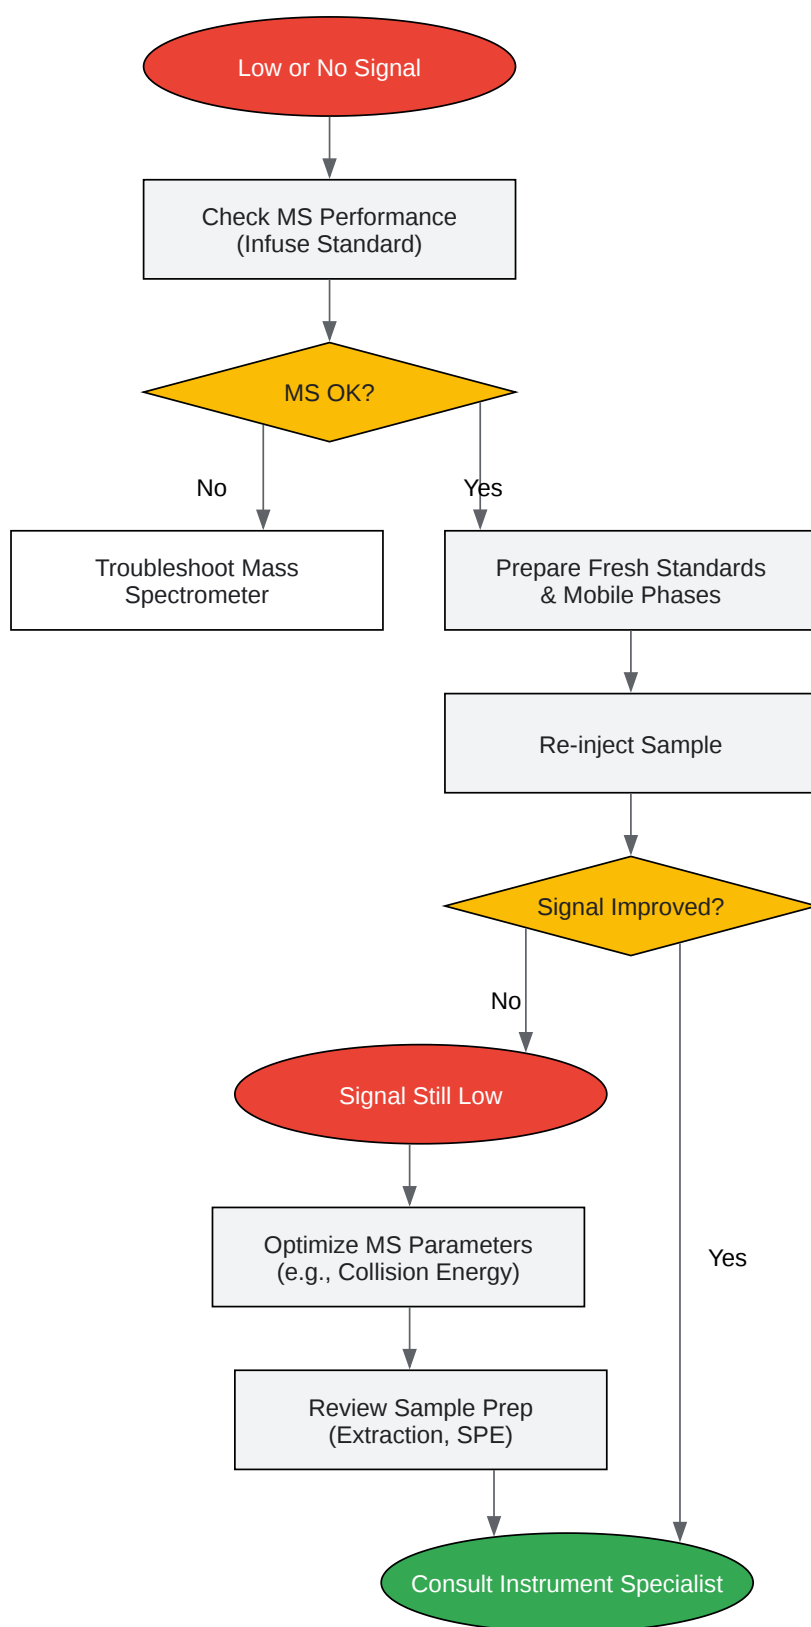 Low or No Signal
Check MS Performance
(Infuse Standard)
MS OK?
No
Yes
Troubleshoot Mass
Spectrometer
Prepare Fresh Standards
& Mobile Phases
Re-inject Sample
Signal Improved?
No
Signal Still Low
Optimize MS Parameters
(e.g., Collision Energy)
Yes
Review Sample Prep
(Extraction, SPE)
Consult Instrument Specialist